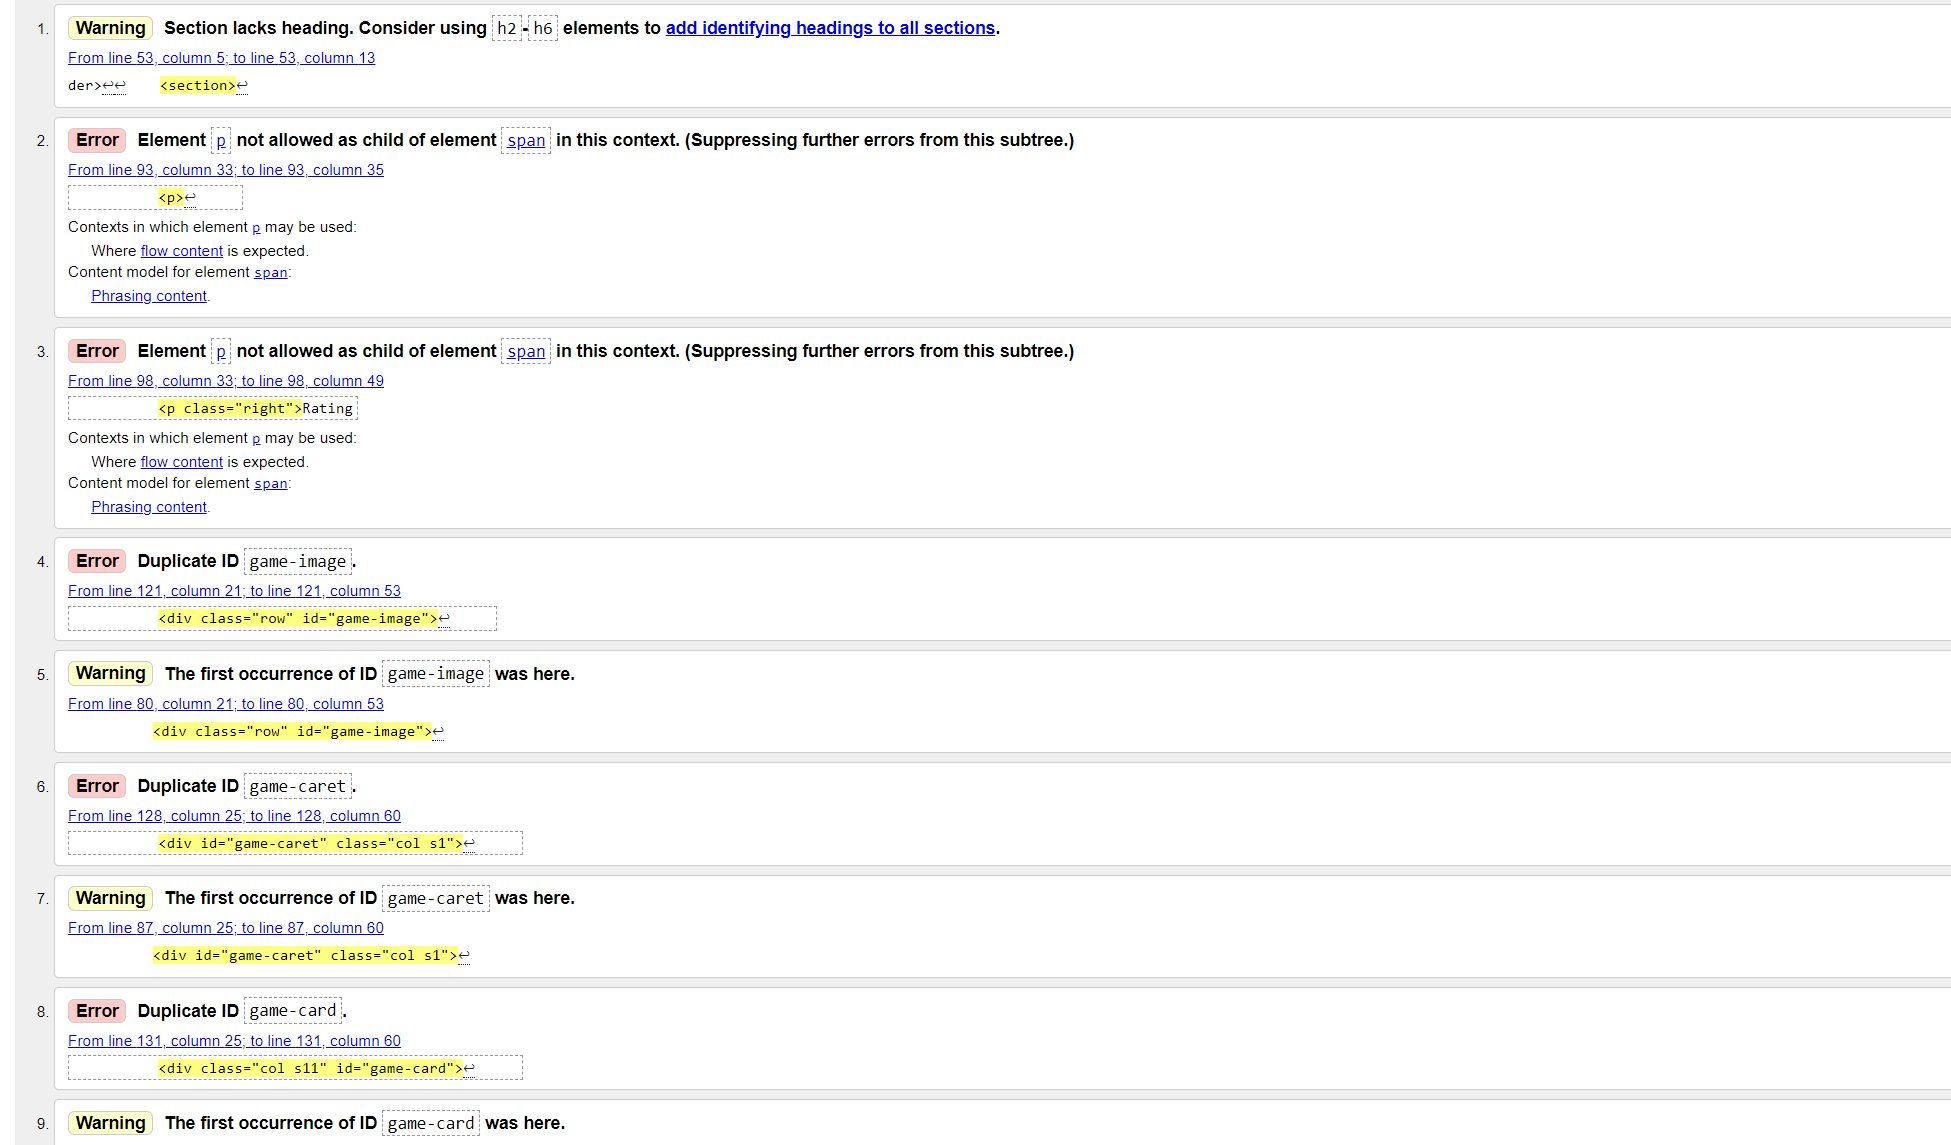 1. Warning Section lacks heading. Consider using h2-h6 elements to add identifying headings to all sections.
From line 53, column 5; to line 53, column 13
der>↩↩    <section>↩
2. Error Element p not allowed as child of element span in this context. (Suppressing further errors from this subtree.)
From line 93, column 33; to line 93, column 35
<p>↩
Contexts in which element p may be used:
Where flow content is expected.
Content model for element span:
Phrasing content.
3. Error Element p not allowed as child of element span in this context. (Suppressing further errors from this subtree.)
From line 98, column 33; to line 98, column 49
<p class="right">Rating
Contexts in which element p may be used:
Where flow content is expected.
Content model for element span:
Phrasing content.
4. Error Duplicate ID game-image.
From line 121, column 21; to line 121, column 53
<div class="row" id="game-image">↩
5. Warning The first occurrence of ID game-image was here.
From line 80, column 21; to line 80, column 53
<div class="row" id="game-image">↩
6. Error Duplicate ID game-caret.
From line 128, column 25; to line 128, column 60
<div id="game-caret" class="col s1">↩
7. Warning The first occurrence of ID game-caret was here.
From line 87, column 25; to line 87, column 60
<div id="game-caret" class="col s1">↩
8. Error Duplicate ID game-card.
From line 131, column 25; to line 131, column 60
<div class="col s11" id="game-card">↩
9. Warning The first occurrence of ID game-card was here.